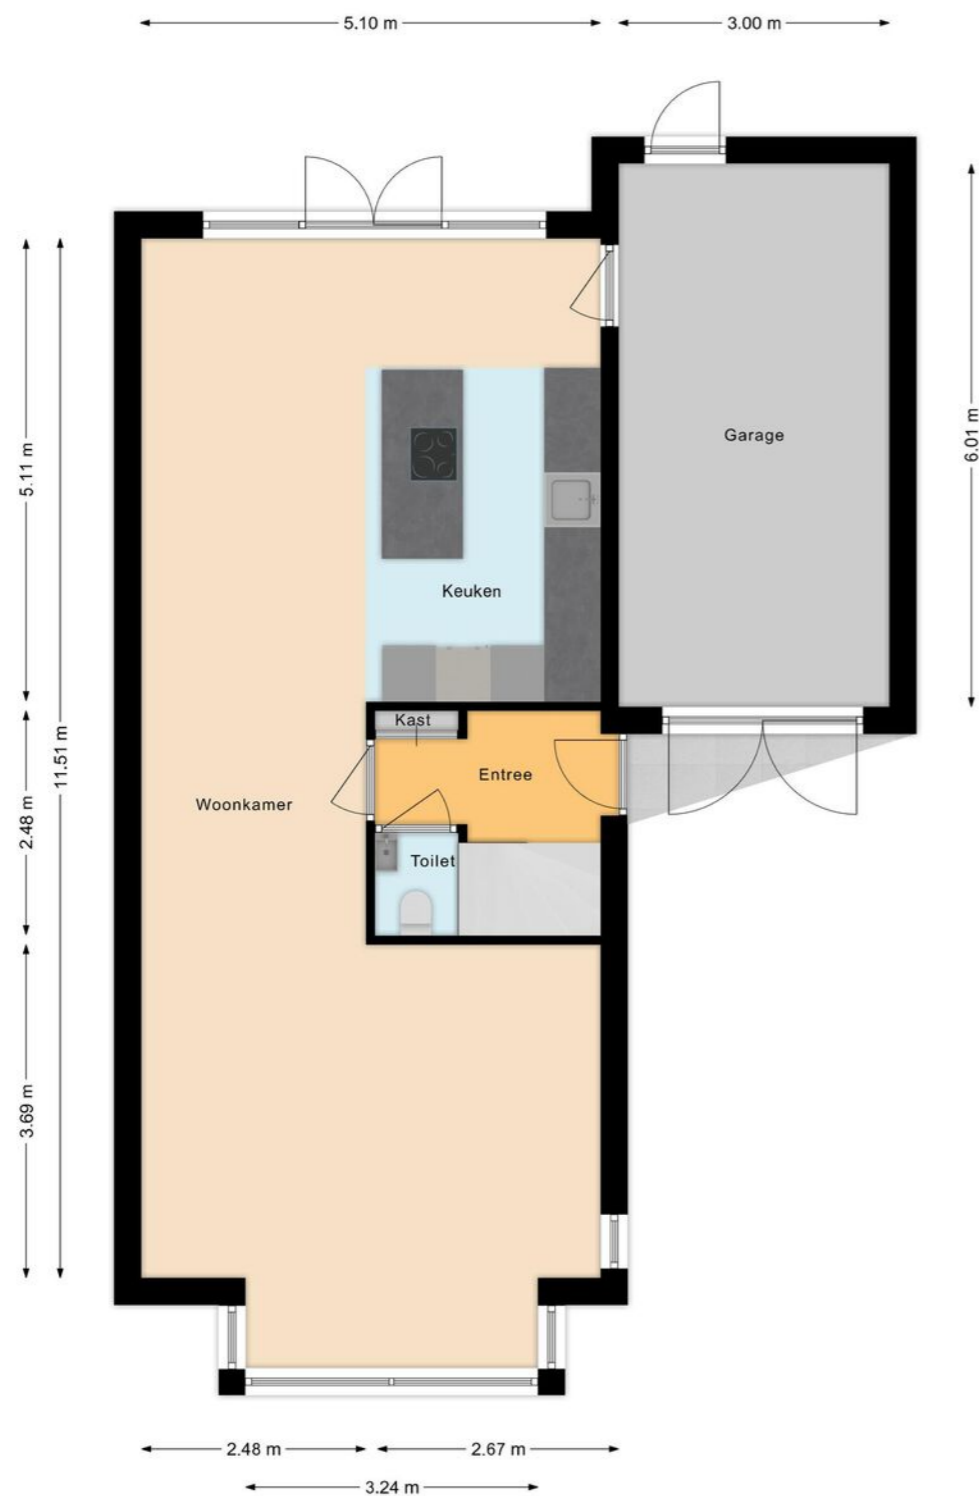 5.10 m
3.00 m
5.11 m
11.51 m
2.48 m
3.69 m
6.01 m
Garage
Keuken
Kast
Entree
Woonkamer
Toilet
2.48 m
2.67 m
3.24 m